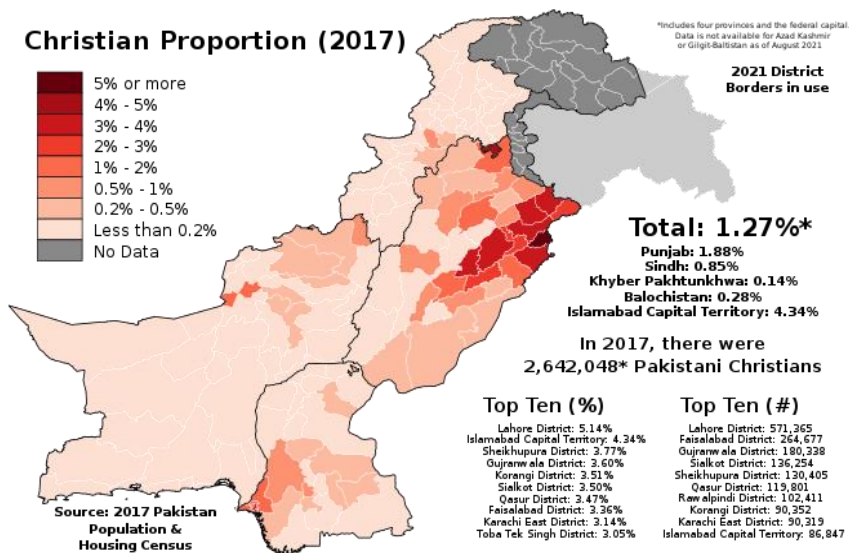 Christian Proportion (2017)
5% or more
4% - 5%
3% - 4%
2% - 3%
1% - 2%
0.5% - 1%
0.2% - 0.5%
Less than 0.2%
No Data
*Includes four provinces and the federal capital.
Data is not available for Azad Kashmir
or Gilgit-Baltistan as of August 2021
2021 District
Borders in use
Total: 1.27%*
Punjab: 1.88%
Sindh: 0.85%
Khyber Pakhtunkhwa: 0.14%
Balochistan: 0.28%
Islamabad Capital Territory: 4.34%
In 2017, there were
2,642,048* Pakistani Christians
Top Ten (%)
Lahore District: 5.14%
Islamabad Capital Territory: 4.34%
Sheikhupura District: 3.77%
Gujranwala District: 3.60%
Korangi District: 3.51%
Sialkot District: 3.50%
Qasur District: 3.47%
Faisalabad District: 3.36%
Karachi East District: 3.14%
Toba Tek Singh District: 3.05%
Top Ten (#)
Lahore District: 571,365
Faisalabad District: 264,677
Gujranwala District: 180,338
Sialkot District: 136,254
Sheikhupura District: 130,405
Qasur District: 119,801
Rawalpindi District: 102,411
Korangi District: 90,352
Karachi East District: 90,319
Islamabad Capital Territory: 86,847
Source: 2017 Pakistan
Population &
Housing Census